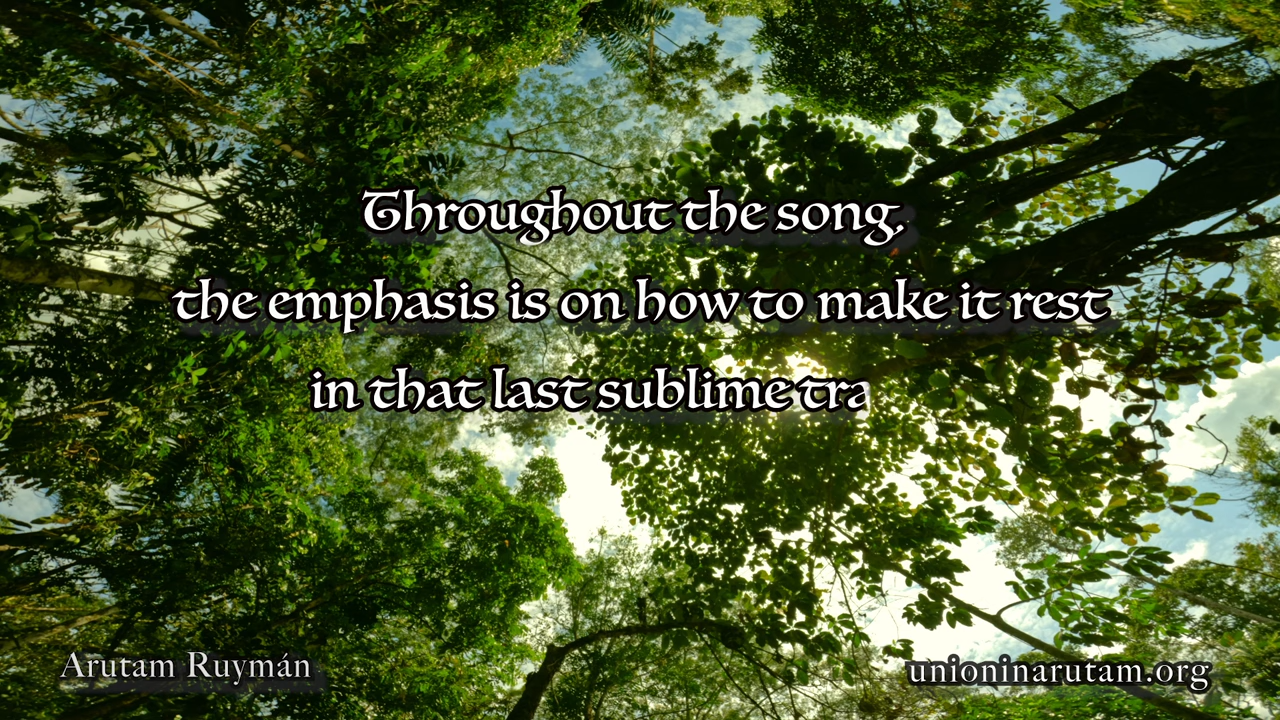 Throughout the song,
the emphasis is on how to make it rest
in that last sublime tra
Arutam Ruymán
unioninarutam.org